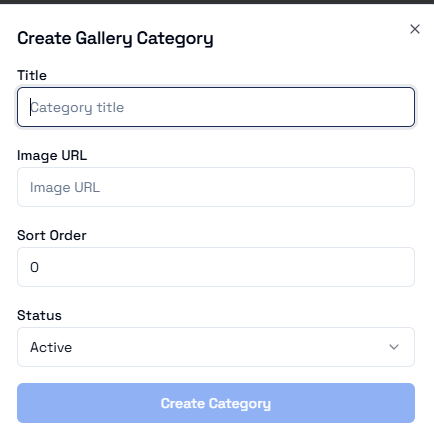 Create Gallery Category
Title
Category title
Image URL
Image URL
Sort Order
0
Status
Active
Create Category